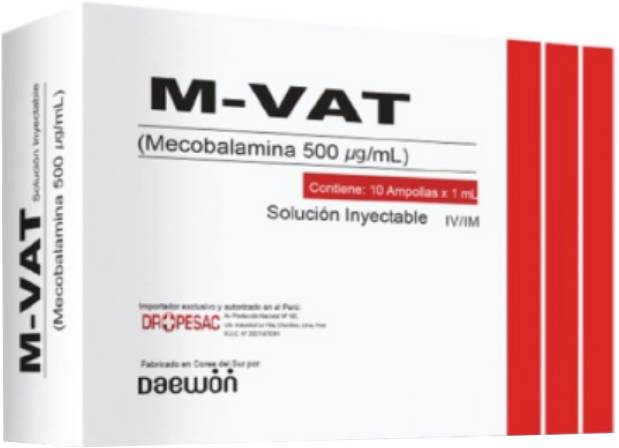 M-VAT
(Mecobalamina 500 µg/mL)
Contiene: 10 Ampollas x 1 mL
Solución Inyectable IV/IM
Importador exclusivo y autorizado en el Perú:
DROPESAC
Fabricado en Corea del Sur por
Daewon
M-VAT Solución Inyectable
(Mecobalamina 500 µg/mL)